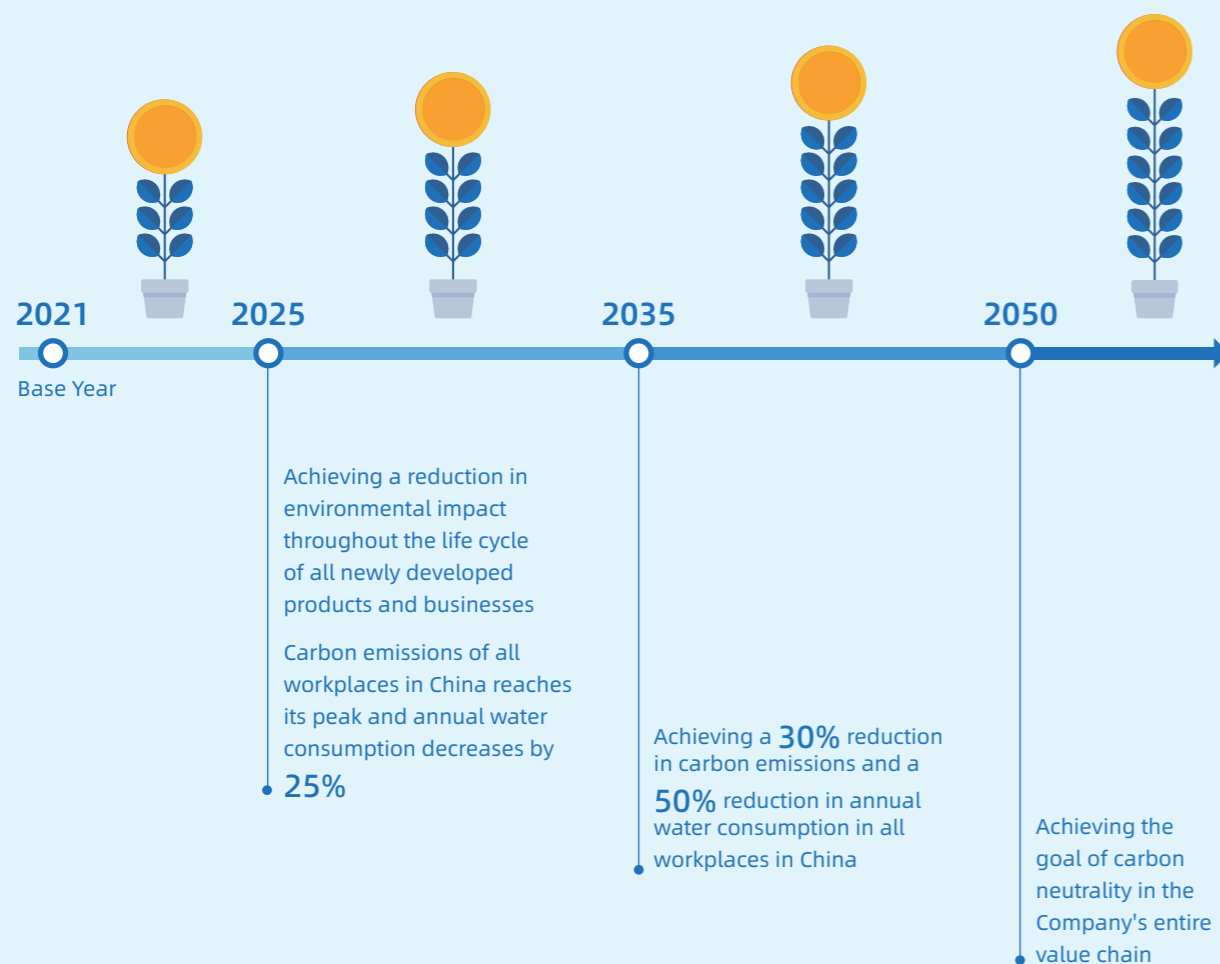 2021
Base Year
2025
Achieving a reduction in
environmental impact
throughout the life cycle
of all newly developed
products and businesses
Carbon emissions of all
workplaces in China reaches
its peak and annual water
consumption decreases by
25%
2035
Achieving a 30% reduction
in carbon emissions and a
50% reduction in annual
water consumption in all
workplaces in China
2050
Achieving the
goal of carbon
neutrality in the
Company's entire
value chain